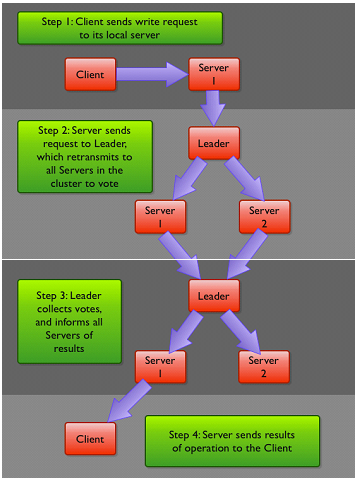 Step 1: Client sends write request
to its local server
Client
Server
1
Step 2: Server sends
request to Leader,
which retransmits to
all Servers in the
cluster to vote
Leader
Server
1
Server
2
Step 3: Leader
collects votes,
and informs all
Servers of
results
Leader
Server
1
Server
2
Client
Step 4: Server sends results
of operation to the Client